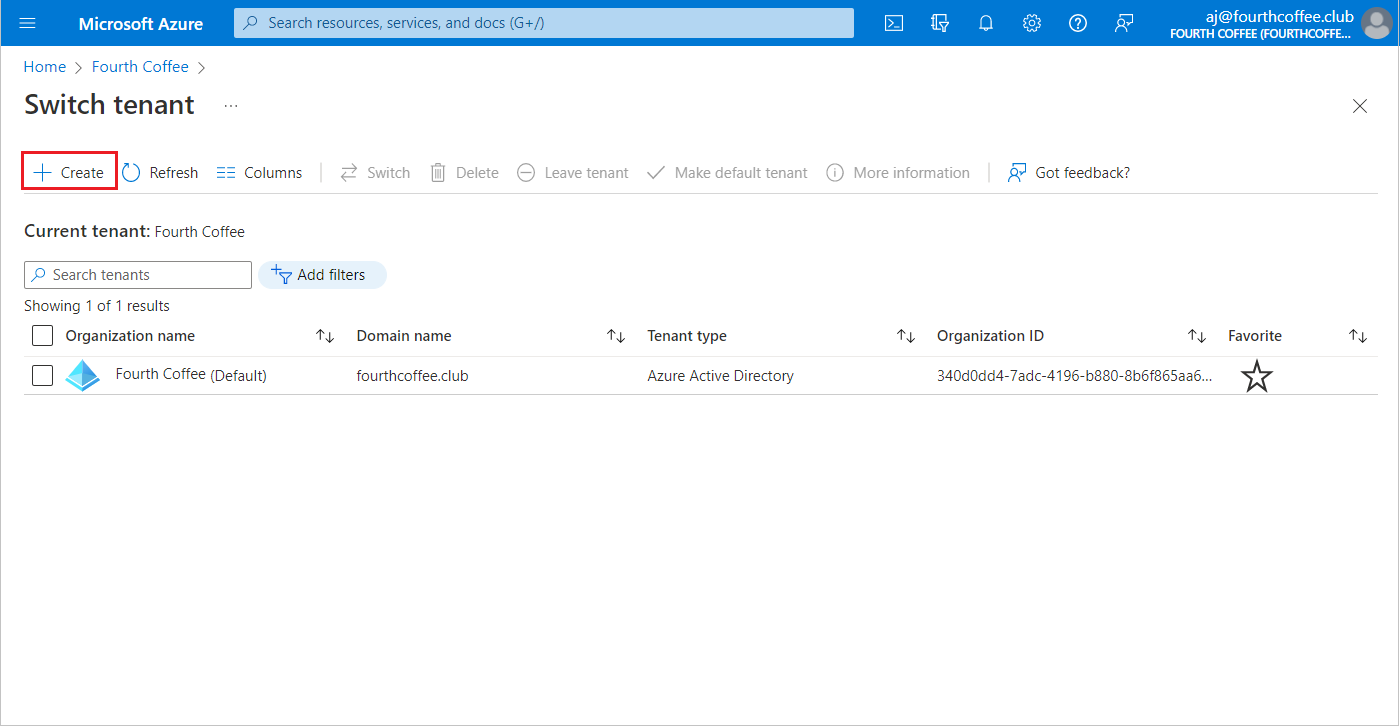 Microsoft Azure
Search resources, services, and docs (G+/)
aj@fourthcoffee.club
FOURTH COFFEE (FOURTHCOFFE...
Home > Fourth Coffee >
Switch tenant ...
Create Refresh Columns Switch Delete Leave tenant Make default tenant More information Got feedback?
Current tenant: Fourth Coffee
Search tenants Add filters
Showing 1 of 1 results
Organization name Domain name Tenant type Organization ID Favorite
Fourth Coffee (Default) fourthcoffee.club Azure Active Directory 340d0dd4-7adc-4196-b880-8b6f865aa6...